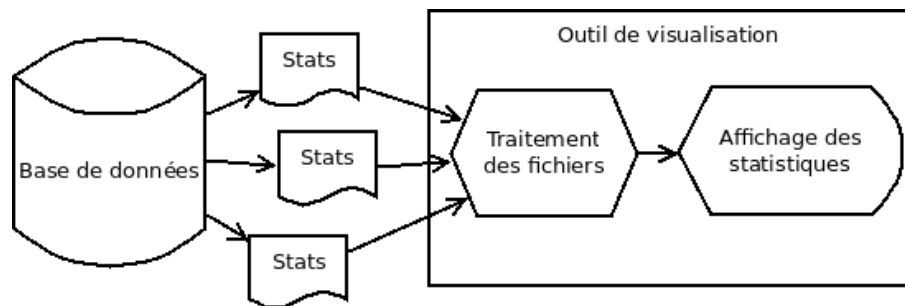 Outil de visualisation
Stats
Base de données
Stats
Stats
Traitement
des fichiers
Affichage des
statistiques